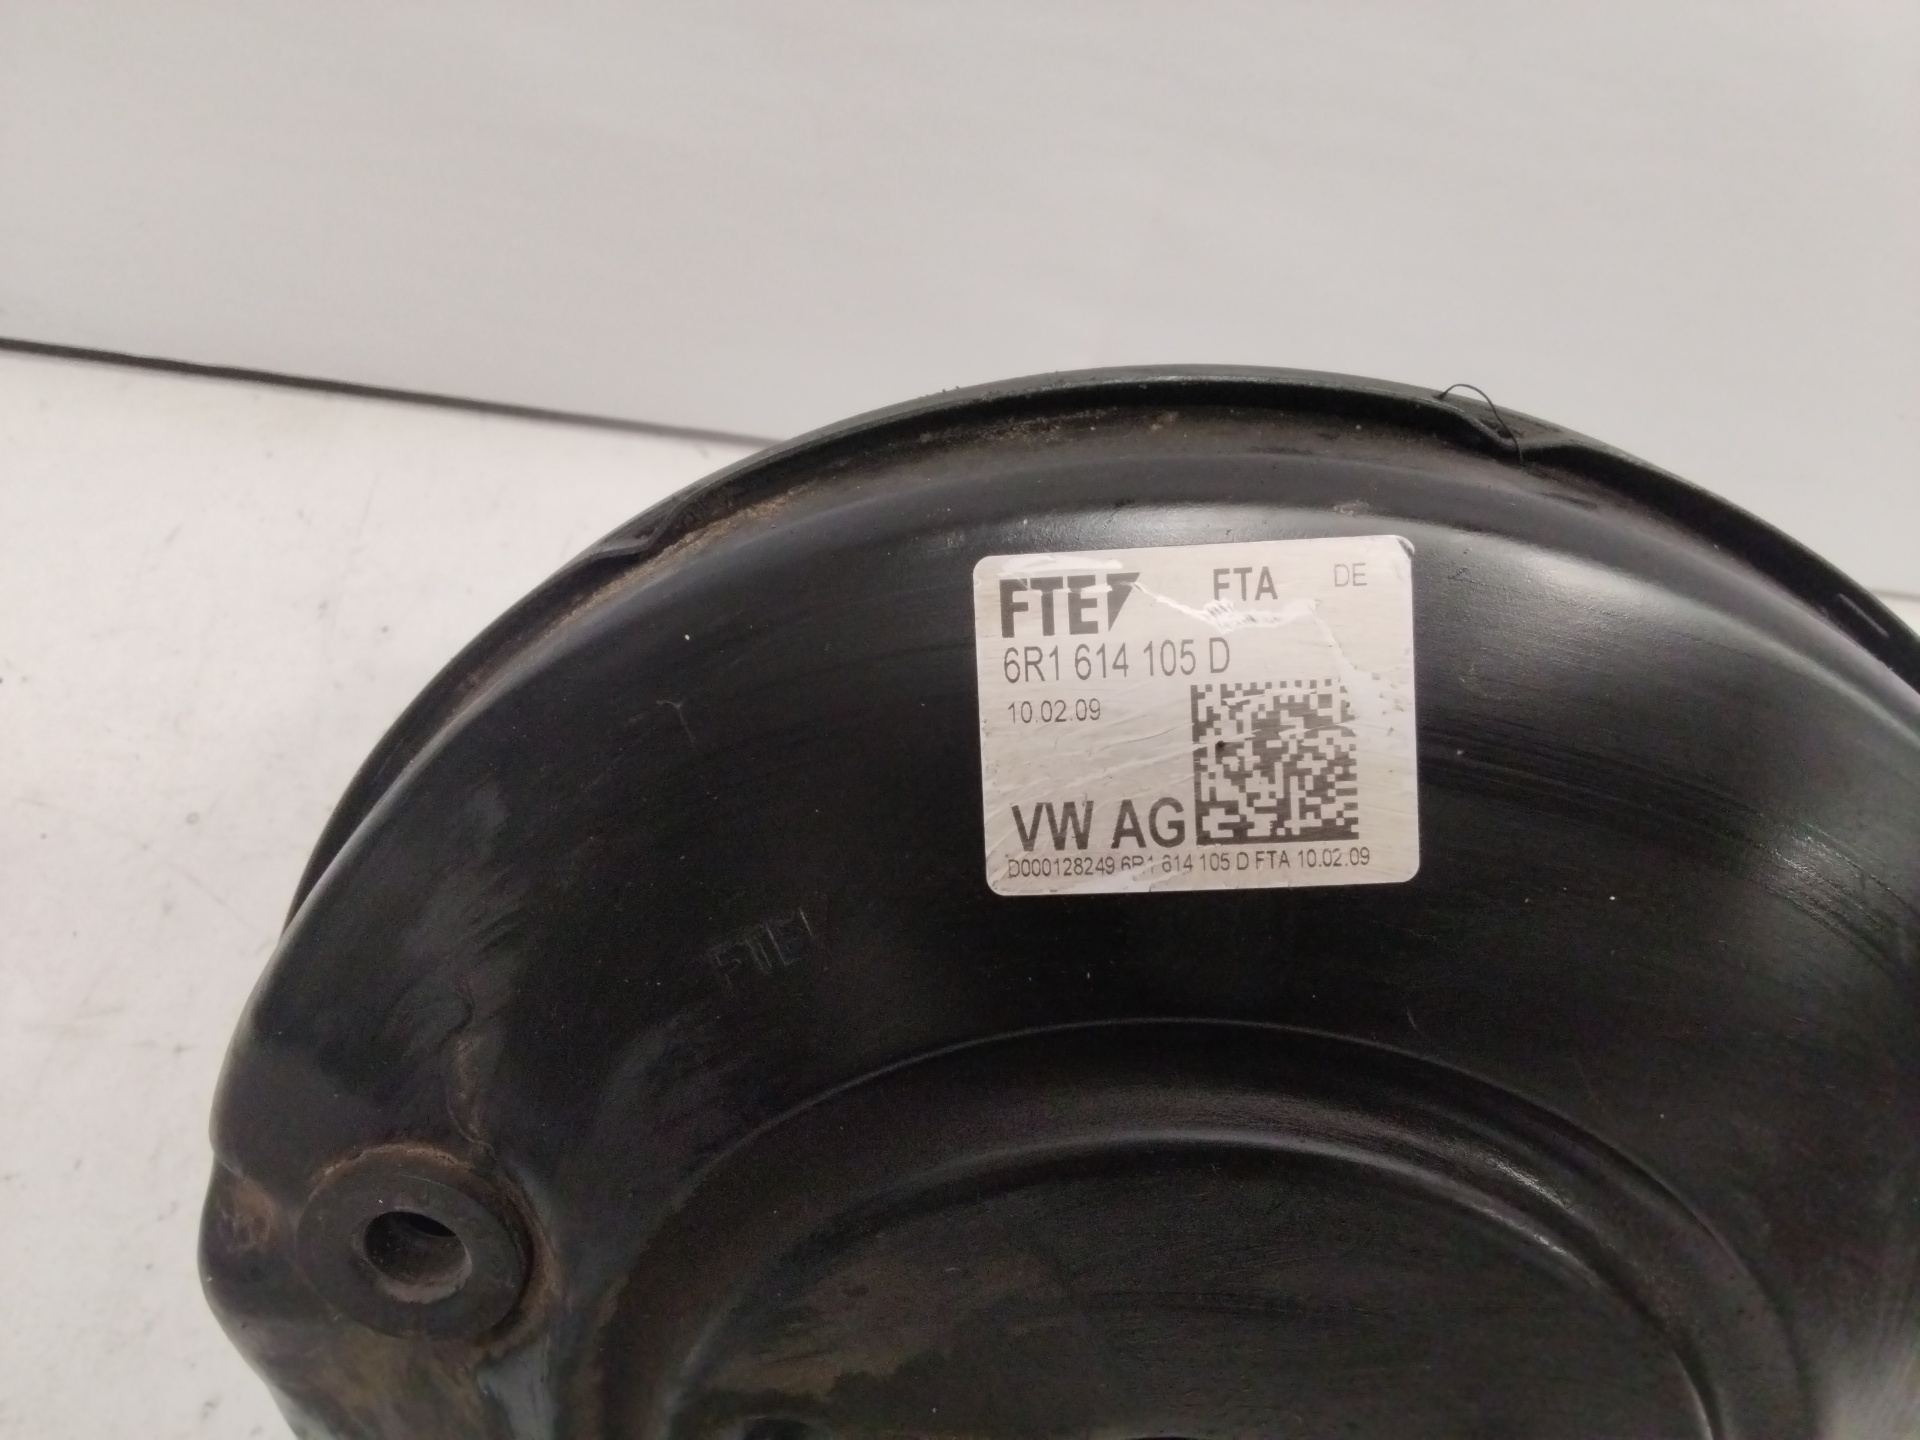 FTE FTA DE
6R1 614 105 D
10.02.09
VW AG
D000128249 6R1 614 105 D FTA 10.02.09
FTE